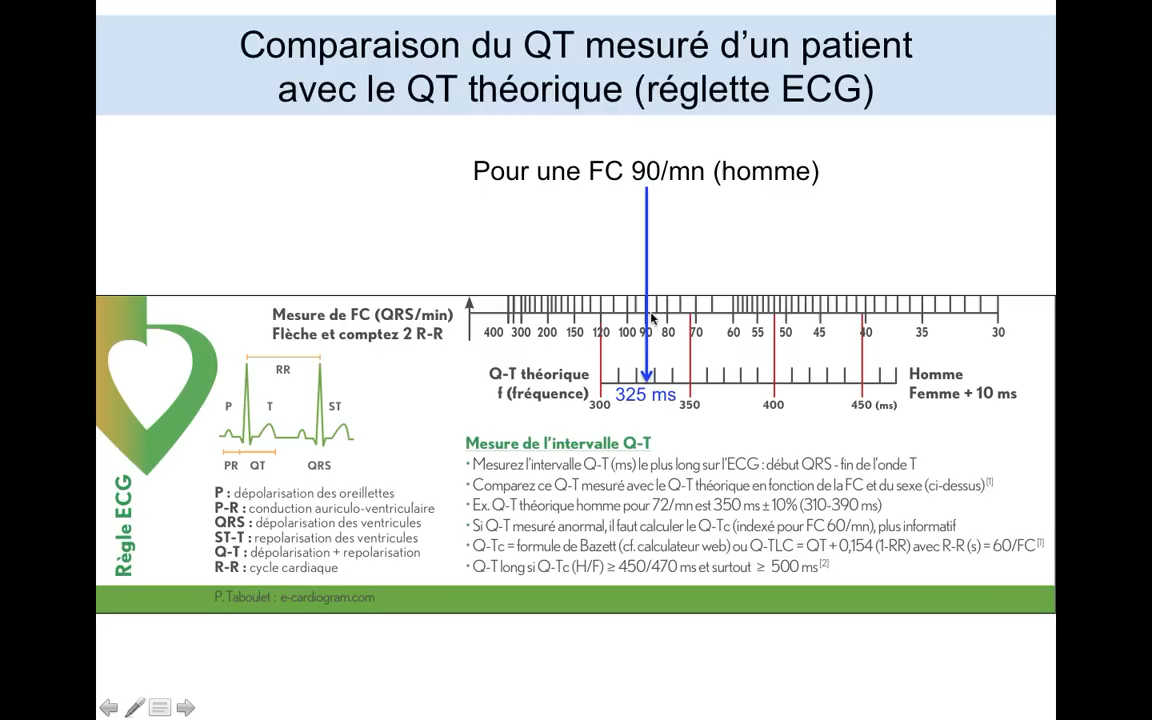 Comparaison du QT mesuré d’un patient
avec le QT théorique (réglette ECG)
Pour une FC 90/mn (homme)
Mesure de FC (QRS/min)
Flèche et comptez 2 R-R
400 300 200 150 120 100 90 80 70 60 55 50 45 40 35 30
Q-T théorique
f (fréquence)
325 ms
300 350 400 450 (ms)
Homme
Femme + 10 ms
RR
P T ST
PR QT QRS
Règle ECG
P : dépolarisation des oreillettes
P-R : conduction auriculo-ventriculaire
QRS : dépolarisation des ventricules
ST-T : repolarisation des ventricules
Q-T : dépolarisation + repolarisation
R-R : cycle cardiaque
Mesure de l’intervalle Q-T
• Mesurez l’intervalle Q-T (ms) le plus long sur l’ECG : début QRS - fin de l’onde T
• Comparez ce Q-T mesuré avec le Q-T théorique en fonction de la FC et du sexe (ci-dessus)[1]
• Ex. Q-T théorique homme pour 72/mn est 350 ms ± 10% (310-390 ms)
• Si Q-T mesuré anormal, il faut calculer le Q-Tc (indexé pour FC 60/mn), plus informatif
• Q-Tc = formule de Bazett (cf. calculateur web) ou Q-TLC = QT + 0,154 (1-RR) avec R-R (s) = 60/FC[1]
• Q-T long si Q-Tc (H/F) ≥ 450/470 ms et surtout ≥ 500 ms[2]
P. Taboulet : e-cardiogram.com